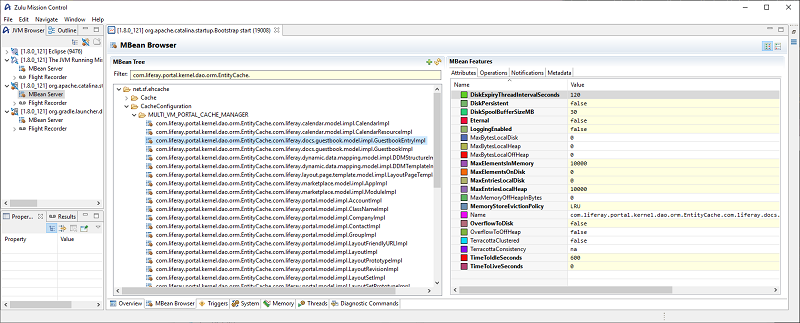 Zulu Mission Control
File Edit Navigate Window Help
JVM Browser Outline
[1.8.0_121] Eclipse (9476)
[1.8.0_121] The JVM Running Mi
MBean Server
Flight Recorder
[1.8.0_121] org.apache.catalina.st
MBean Server
Flight Recorder
[1.8.0_121] org.gradle.launcher.d
MBean Server
Flight Recorder
Proper... Results
Property Value
[1.8.0_121] org.apache.catalina.startup.Bootstrap start (19008)
MBean Browser
MBean Tree
Filter: com.liferay.portal.kernel.dao.orm.EntityCache.
net.sf.ehcache
Cache
CacheConfiguration
MULTI_VM_PORTAL_CACHE_MANAGER
com.liferay.portal.kernel.dao.orm.EntityCache.com.liferay.calendar.model.impl.CalendarImpl
com.liferay.portal.kernel.dao.orm.EntityCache.com.liferay.calendar.model.impl.CalendarResourceImpl
com.liferay.portal.kernel.dao.orm.EntityCache.com.liferay.docs.guestbook.model.impl.GuestbookEntryImpl
com.liferay.portal.kernel.dao.orm.EntityCache.com.liferay.docs.guestbook.model.impl.GuestbookImpl
com.liferay.portal.kernel.dao.orm.EntityCache.com.liferay.dynamic.data.mapping.model.impl.DDMStructureIn
com.liferay.portal.kernel.dao.orm.EntityCache.com.liferay.dynamic.data.mapping.model.impl.DDMTemplateIn
com.liferay.portal.kernel.dao.orm.EntityCache.com.liferay.layout.page.template.model.impl.LayoutPageTempl
com.liferay.portal.kernel.dao.orm.EntityCache.com.liferay.marketplace.model.impl.AppImpl
com.liferay.portal.kernel.dao.orm.EntityCache.com.liferay.marketplace.model.impl.ModuleImpl
com.liferay.portal.kernel.dao.orm.EntityCache.com.liferay.portal.model.impl.AccountImpl
com.liferay.portal.kernel.dao.orm.EntityCache.com.liferay.portal.model.impl.ClassNameImpl
com.liferay.portal.kernel.dao.orm.EntityCache.com.liferay.portal.model.impl.CompanyImpl
com.liferay.portal.kernel.dao.orm.EntityCache.com.liferay.portal.model.impl.ContactImpl
com.liferay.portal.kernel.dao.orm.EntityCache.com.liferay.portal.model.impl.GroupImpl
com.liferay.portal.kernel.dao.orm.EntityCache.com.liferay.portal.model.impl.LayoutFriendlyURLImpl
com.liferay.portal.kernel.dao.orm.EntityCache.com.liferay.portal.model.impl.LayoutImpl
com.liferay.portal.kernel.dao.orm.EntityCache.com.liferay.portal.model.impl.LayoutPrototypeImpl
com.liferay.portal.kernel.dao.orm.EntityCache.com.liferay.portal.model.impl.LayoutRevisionImpl
com.liferay.portal.kernel.dao.orm.EntityCache.com.liferay.portal.model.impl.LayoutSetImpl
com.liferay.portal.kernel.dao.orm.EntityCache.com.liferay.portal.model.impl.LayoutSetPrototypeImpl
MBean Features
Attributes Operations Notifications Metadata
Name Value
DiskExpiryThreadIntervalSeconds 120
DiskPersistent false
DiskSpoolBufferSizeMB 30
Eternal false
LoggingEnabled false
MaxBytesLocalDisk 0
MaxBytesLocalHeap 0
MaxBytesLocalOffHeap 0
MaxElementsInMemory 10000
MaxElementsOnDisk 0
MaxEntriesLocalDisk 0
MaxEntriesLocalHeap 10000
MaxMemoryOffHeapInBytes 0
MemoryStoreEvictionPolicy LRU
Name com.liferay.portal.kernel.dao.orm.EntityCache.com.liferay.docs.
OverflowToDisk false
OverflowToOffHeap false
TerracottaClustered false
TerracottaConsistency na
TimeToIdleSeconds 600
TimeToLiveSeconds 0
Overview MBean Browser Triggers System Memory Threads Diagnostic Commands